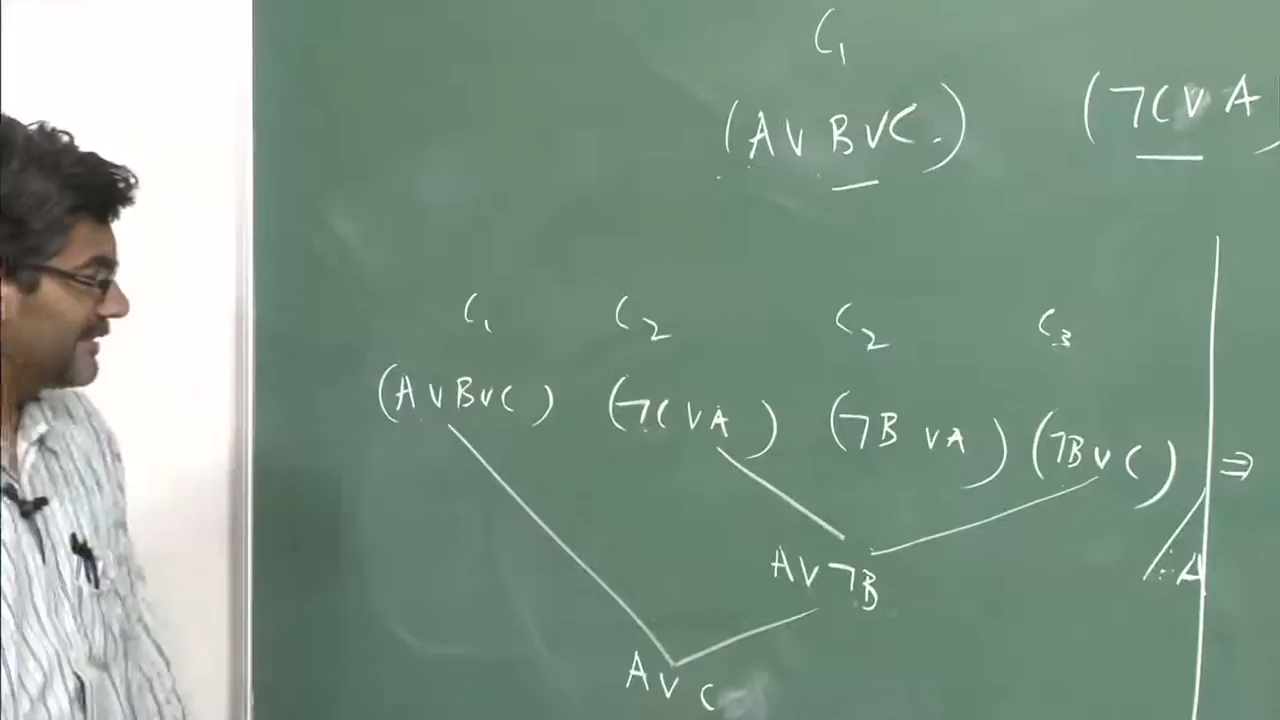 C₁
(A ∨ B ∨ C.) (¬C ∨ A)
C₁ C₂ C₂ C₃
(A ∨ B ∨ C) (¬C ∨ A) (¬B ∨ A) (¬B ∨ C) ⇒
A ∨ ¬B ∴ A
A ∨ C